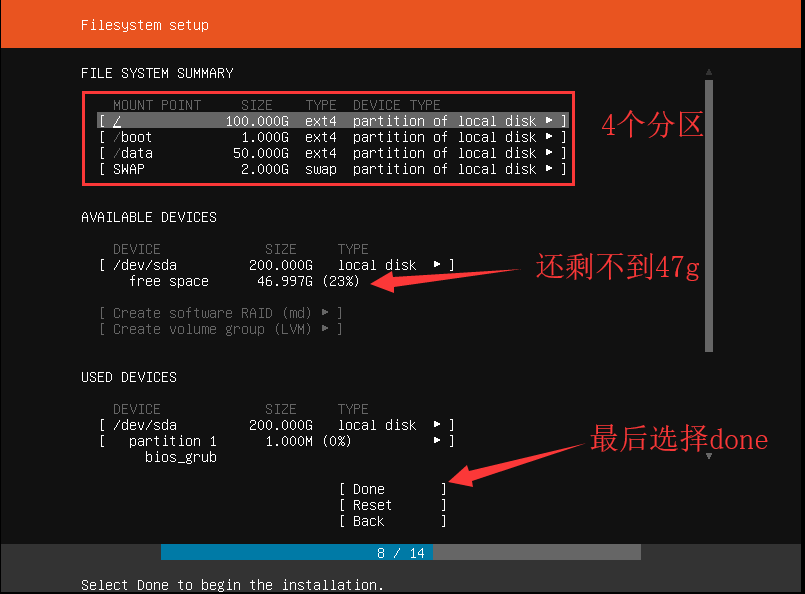 Filesystem setup
FILE SYSTEM SUMMARY
MOUNT POINT SIZE TYPE DEVICE TYPE
[ / 100.000G ext4 partition of local disk ▸ ]
[ /boot 1.000G ext4 partition of local disk ▸ ]
[ /data 50.000G ext4 partition of local disk ▸ ]
[ SWAP 2.000G swap partition of local disk ▸ ]
4个分区
AVAILABLE DEVICES
DEVICE SIZE TYPE
[ /dev/sda 200.000G local disk ▸ ]
free space 46.997G (23%)
还剩不到47g
[ Create software RAID (md) ▸ ]
[ Create volume group (LVM) ▸ ]
USED DEVICES
DEVICE SIZE TYPE
[ /dev/sda 200.000G local disk ▸ ]
[ partition 1 1.000M (0%) ▸ ]
bios_grub
最后选择done
[ Done ]
[ Reset ]
[ Back ]
8 / 14
Select Done to begin the installation.